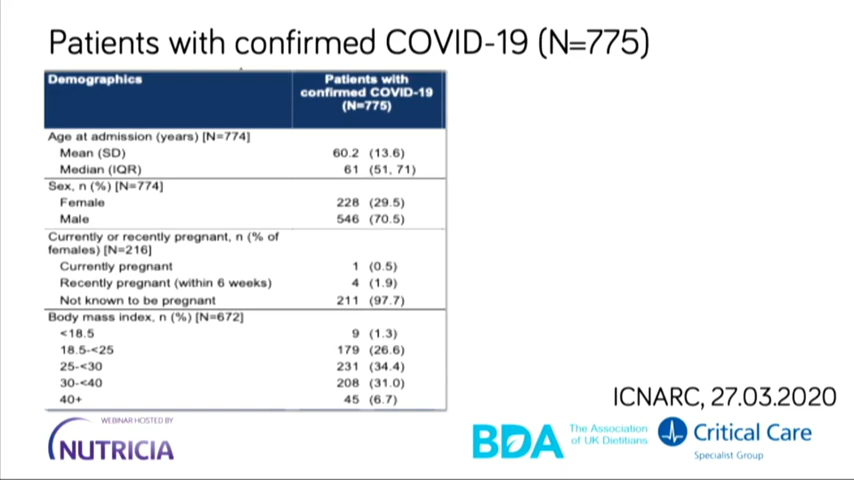 Patients with confirmed COVID-19 (N=775)
Demographics
Patients with
confirmed COVID-19
(N=775)
Age at admission (years) [N=774]
Mean (SD) 60.2 (13.6)
Median (IQR) 61 (51, 71)
Sex, n (%) [N=774]
Female 228 (29.5)
Male 546 (70.5)
Currently or recently pregnant, n (% of
females) [N=216]
Currently pregnant 1 (0.5)
Recently pregnant (within 6 weeks) 4 (1.9)
Not known to be pregnant 211 (97.7)
Body mass index, n (%) [N=672]
<18.5 9 (1.3)
18.5-<25 179 (26.6)
25-<30 231 (34.4)
30-<40 208 (31.0)
40+ 45 (6.7)
ICNARC, 27.03.2020
WEBINAR HOSTED BY
NUTRICIA
BDA
The Association
of UK Dietitians
Critical Care
Specialist Group